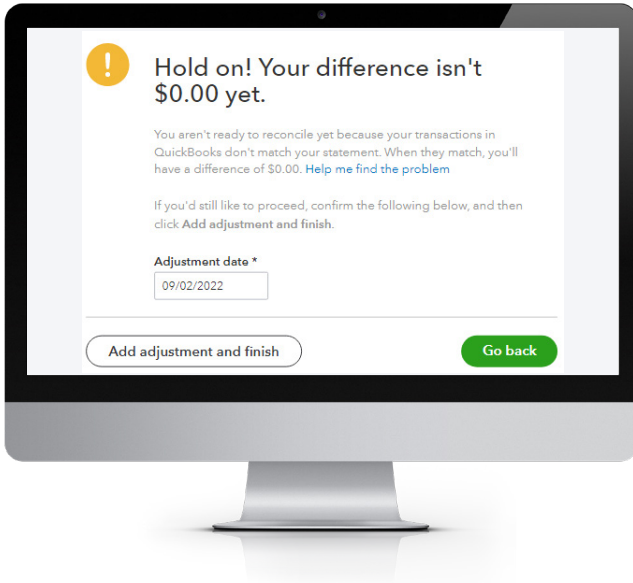 Hold on! Your difference isn't
$0.00 yet.
You aren't ready to reconcile yet because your transactions in
QuickBooks don't match your statement. When they match, you'll
have a difference of $0.00. Help me find the problem
If you'd still like to proceed, confirm the following below, and then
click Add adjustment and finish.
Adjustment date *
09/02/2022
Add adjustment and finish
Go back